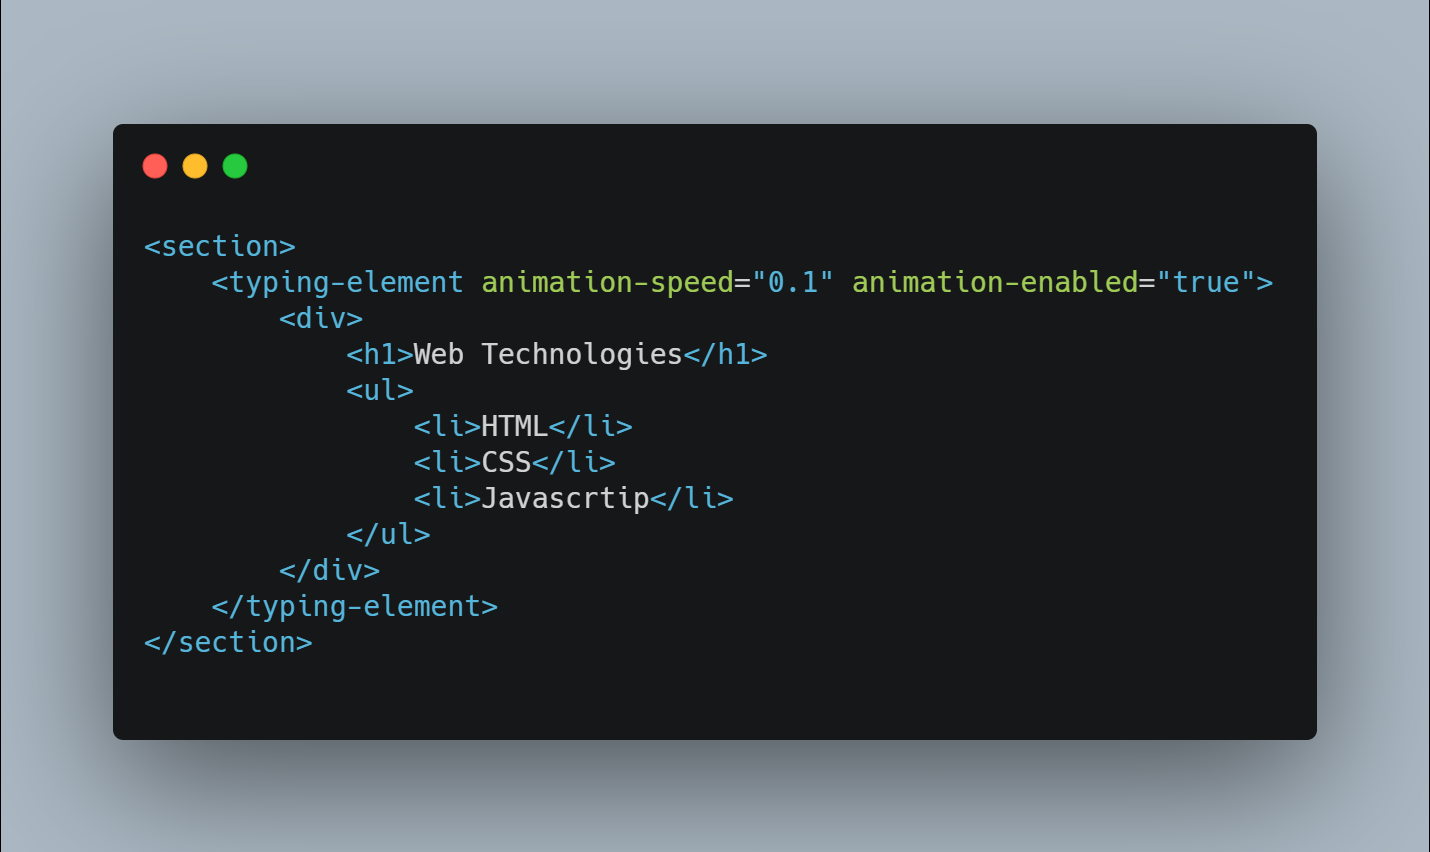 <section>
    <typing-element animation-speed="0.1" animation-enabled="true">
        <div>
            <h1>Web Technologies</h1>
            <ul>
                <li>HTML</li>
                <li>CSS</li>
                <li>Javascrtip</li>
            </ul>
        </div>
    </typing-element>
</section>